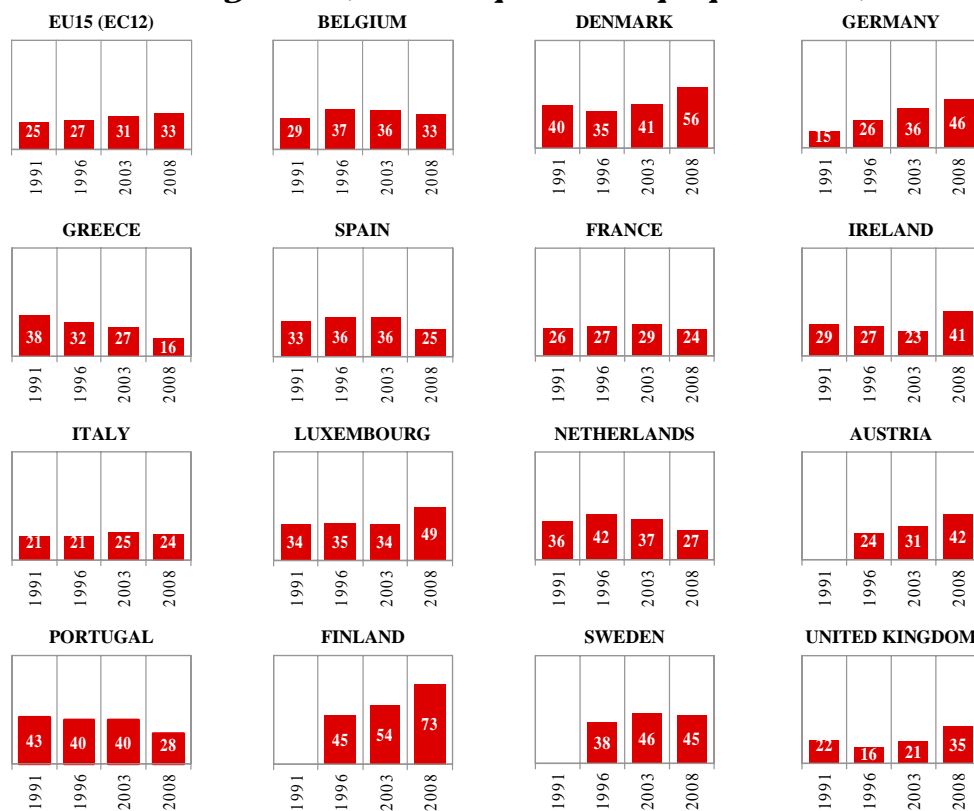 EU15 (EC12) BELGIUM DENMARK GERMANY
25 27 31 33 29 37 36 33 40 35 41 56 15 26 36 46
1991 1996 2003 2008 1991 1996 2003 2008 1991 1996 2003 2008 1991 1996 2003 2008
GREECE SPAIN FRANCE IRELAND
38 32 27 16 33 36 36 25 26 27 29 24 29 27 23 41
1991 1996 2003 2008 1991 1996 2003 2008 1991 1996 2003 2008 1991 1996 2003 2008
ITALY LUXEMBOURG NETHERLANDS AUSTRIA
21 21 25 24 34 35 34 49 36 42 37 27 24 31 42
1991 1996 2003 2008 1991 1996 2003 2008 1991 1996 2003 2008 1991 1996 2003 2008
PORTUGAL FINLAND SWEDEN UNITED KINGDOM
43 40 40 28 45 54 73 38 46 45 22 16 21 35
1991 1996 2003 2008 1991 1996 2003 2008 1991 1996 2003 2008 1991 1996 2003 2008